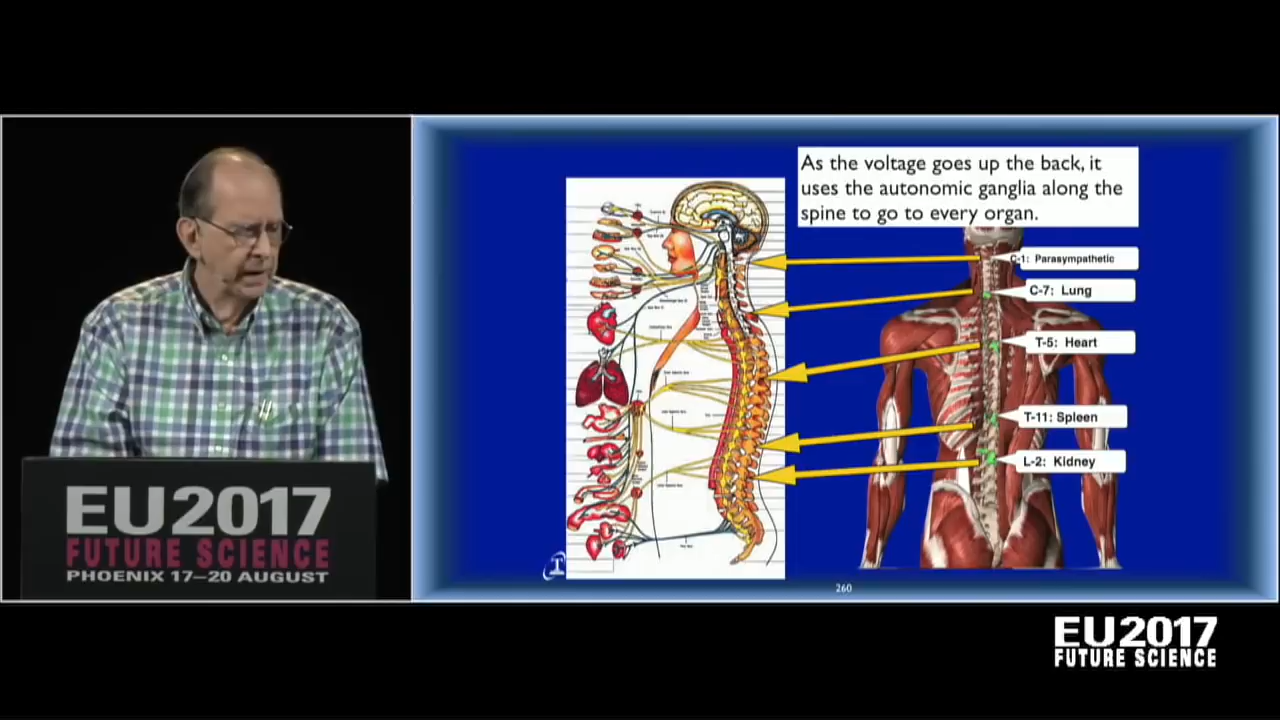 As the voltage goes up the back, it
uses the autonomic ganglia along the
spine to go to every organ.
C-1: Parasympathetic
C-7: Lung
T-5: Heart
T-11: Spleen
L-2: Kidney
260
EU2017
FUTURE SCIENCE
PHOENIX 17–20 AUGUST
EU2017
FUTURE SCIENCE